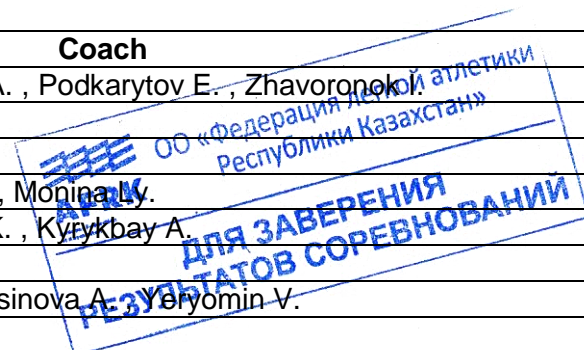 Coach
A. , Podkarytov E. , Zhavoronok I.
, Monina Ly.
K. , Kyrykbay A.
sinova A. , Yeryomin V.
ОО «Федерация легкой атлетики
Республики Казахстан»
ДЛЯ ЗАВЕРЕНИЯ
РЕЗУЛЬТАТОВ СОРЕВНОВАНИЙ